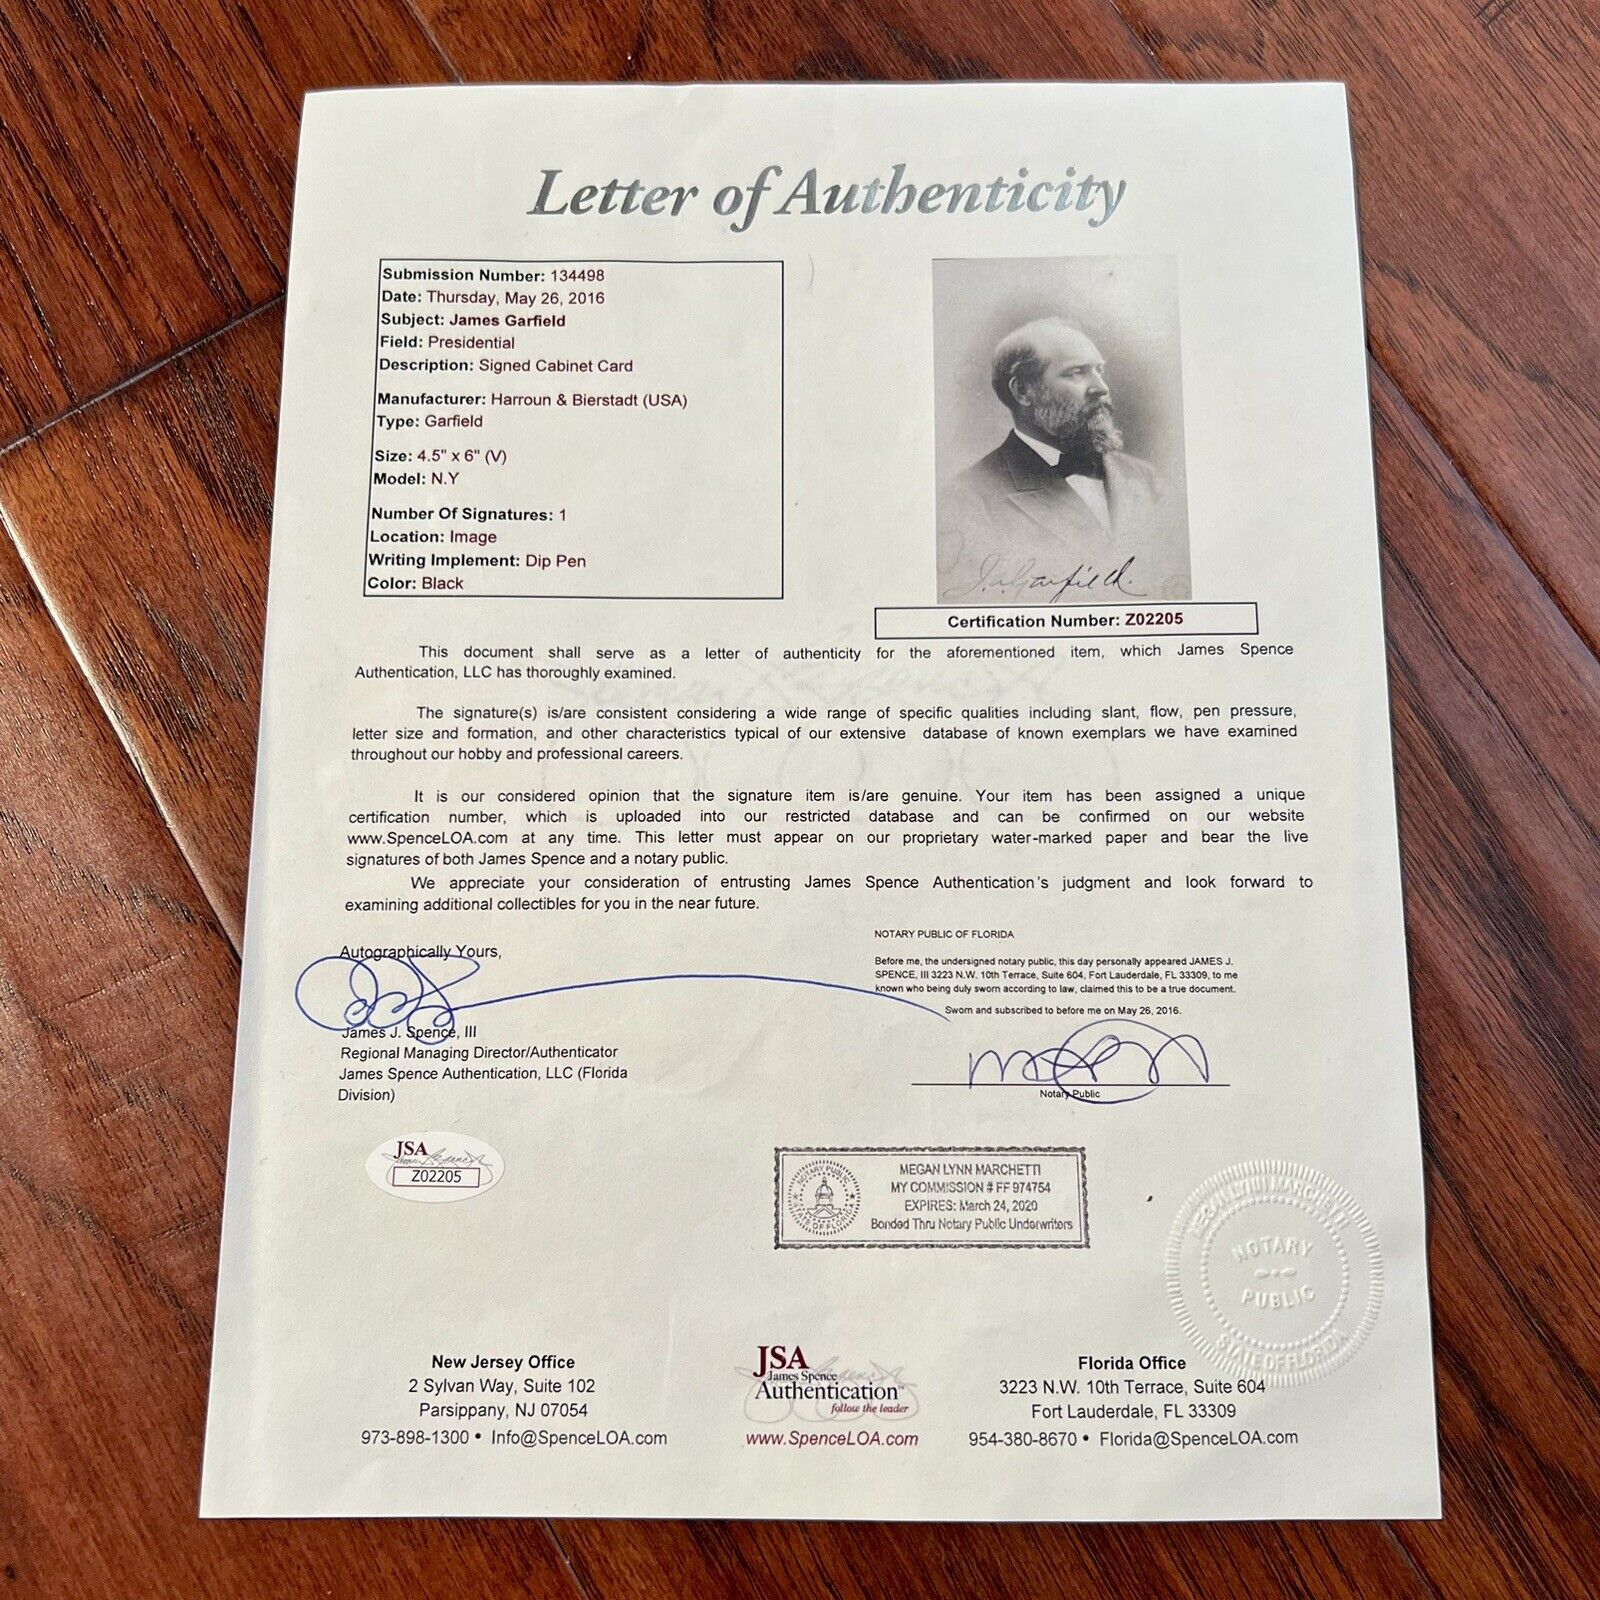 Letter of Authenticity
Submission Number: 134498
Date: Thursday, May 26, 2016
Subject: James Garfield
Field: Presidential
Description: Signed Cabinet Card
Manufacturer: Harroun & Bierstadt (USA)
Type: Garfield
Size: 4.5" x 6" (V)
Model: N.Y
Number Of Signatures: 1
Location: Image
Writing Implement: Dip Pen
Color: Black
J. A. Garfield.
Certification Number: Z02205
This document shall serve as a letter of authenticity for the aforementioned item, which James Spence
Authentication, LLC has thoroughly examined.
The signature(s) is/are consistent considering a wide range of specific qualities including slant, flow, pen pressure,
letter size and formation, and other characteristics typical of our extensive database of known exemplars we have examined
throughout our hobby and professional careers.
It is our considered opinion that the signature item is/are genuine. Your item has been assigned a unique
certification number, which is uploaded into our restricted database and can be confirmed on our website
www.SpenceLOA.com at any time. This letter must appear on our proprietary water-marked paper and bear the live
signatures of both James Spence and a notary public.
We appreciate your consideration of entrusting James Spence Authentication's judgment and look forward to
examining additional collectibles for you in the near future.
Autographically Yours,
James J. Spence, III
Regional Managing Director/Authenticator
James Spence Authentication, LLC (Florida
Division)
NOTARY PUBLIC OF FLORIDA
Before me, the undersigned notary public, this day personally appeared JAMES J.
SPENCE, III 3223 N.W. 10th Terrace, Suite 604, Fort Lauderdale, FL 33309, to me
known who being duly sworn according to law, claimed this to be a true document.
Sworn and subscribed to before me on May 26, 2016.
Notary Public
JSA
Z02205
NOTARY PUBLIC
STATE OF FLORIDA
MEGAN LYNN MARCHETTI
MY COMMISSION # FF 974754
EXPIRES: March 24, 2020
Bonded Thru Notary Public Underwriters
MEGAN LYNN MARCHETTI
NOTARY
PUBLIC
STATE OF FLORIDA
New Jersey Office
2 Sylvan Way, Suite 102
Parsippany, NJ 07054
973-898-1300 • Info@SpenceLOA.com
JSA
James Spence
Authentication™
follow the leader
www.SpenceLOA.com
Florida Office
3223 N.W. 10th Terrace, Suite 604
Fort Lauderdale, FL 33309
954-380-8670 • Florida@SpenceLOA.com